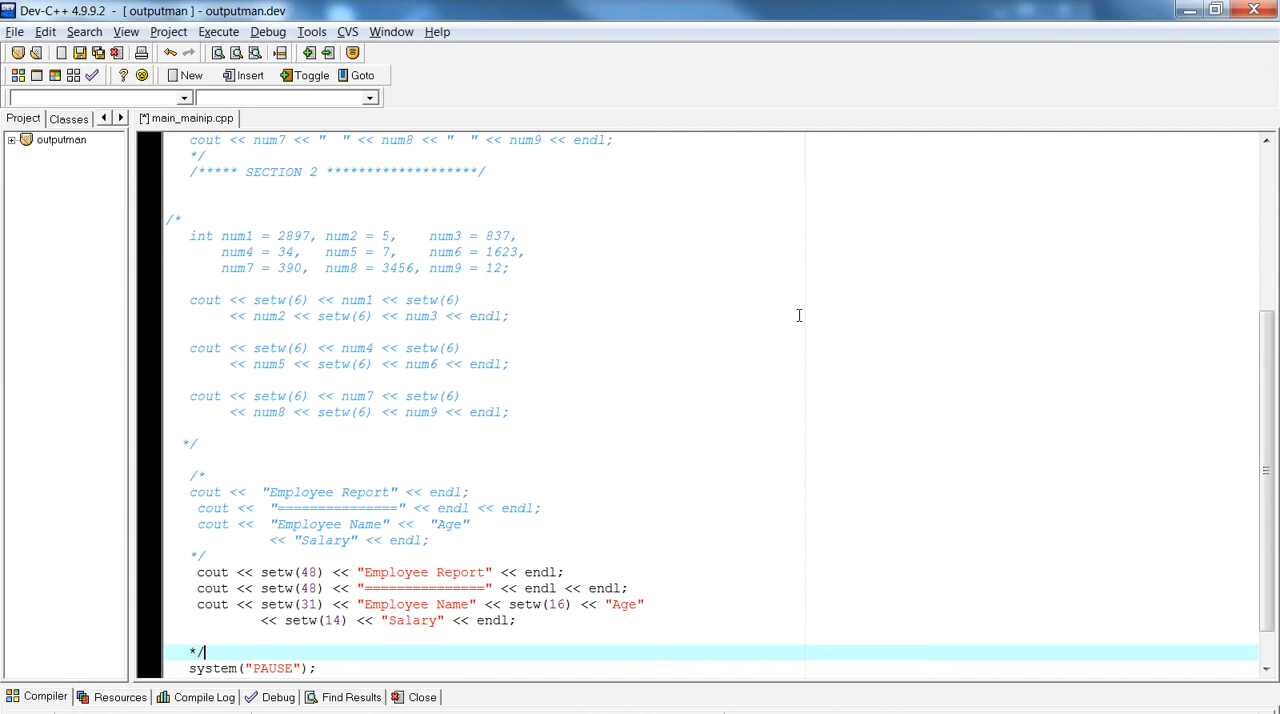 Dev-C++ 4.9.9.2  -  [ outputman ] - outputman.dev
File Edit Search View Project Execute Debug Tools CVS Window Help
New Insert Toggle Goto
Project Classes [*] main_mainip.cpp
outputman
cout << num7 << "  " << num8 << "  " << num9 << endl;
*/
/***** SECTION 2 *******************/
/*
int num1 = 2897, num2 = 5,    num3 = 837,
num4 = 34,   num5 = 7,    num6 = 1623,
num7 = 390,  num8 = 3456, num9 = 12;
cout << setw(6) << num1 << setw(6)
<< num2 << setw(6) << num3 << endl;
cout << setw(6) << num4 << setw(6)
<< num5 << setw(6) << num6 << endl;
cout << setw(6) << num7 << setw(6)
<< num8 << setw(6) << num9 << endl;
*/
/*
cout <<  "Employee Report" << endl;
cout <<  "===============" << endl << endl;
cout <<  "Employee Name" <<  "Age"
<< "Salary" << endl;
*/
cout << setw(48) << "Employee Report" << endl;
cout << setw(48) << "===============" << endl << endl;
cout << setw(31) << "Employee Name" << setw(16) << "Age"
<< setw(14) << "Salary" << endl;
*/
system("PAUSE");
Compiler Resources Compile Log Debug Find Results Close